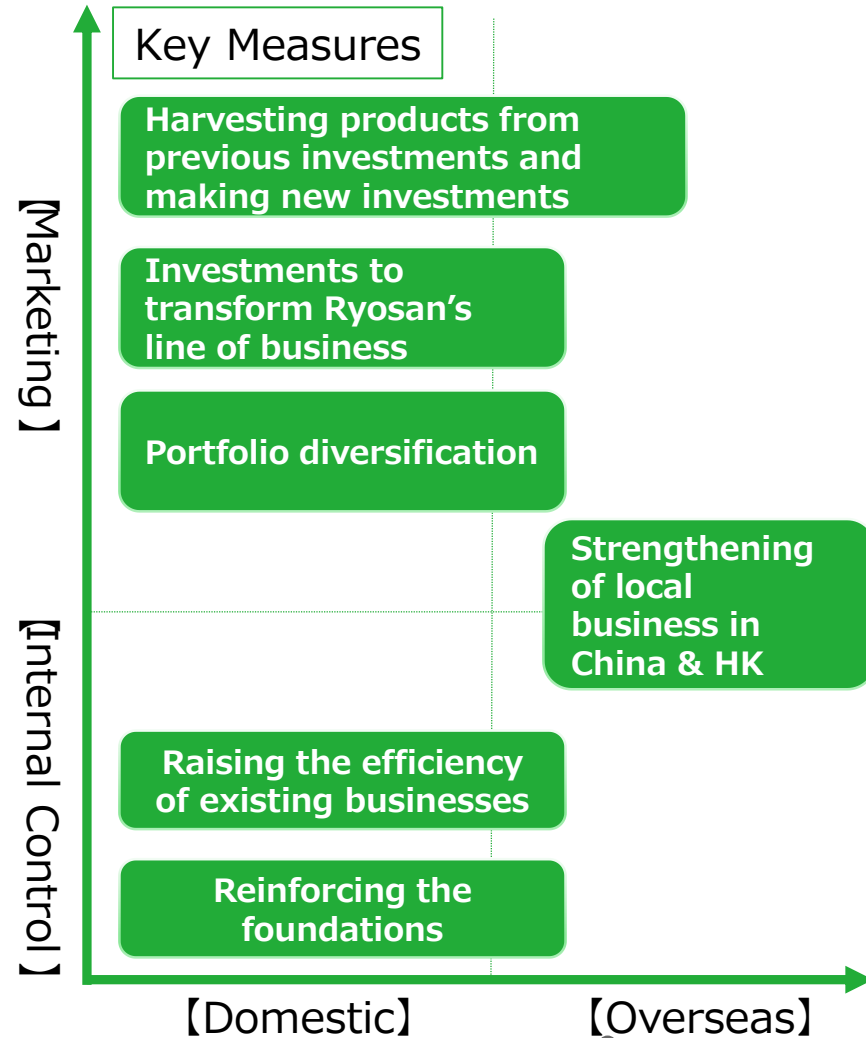 Key Measures
Harvesting products from
previous investments and
making new investments
Investments to
transform Ryosan’s
line of business
Portfolio diversification
Strengthening
of local
business in
China & HK
Raising the efficiency
of existing businesses
Reinforcing the
foundations
【Marketing】
【Internal Control】
【Domestic】
【Overseas】